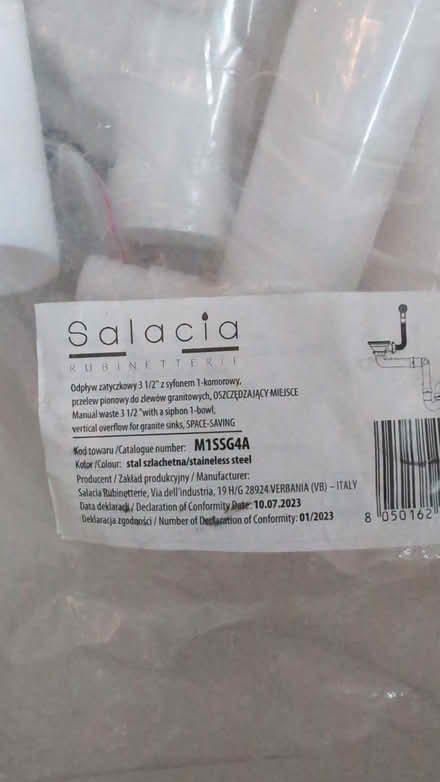 Salacia
RUBINETTERIE
Odpływ zatyczkowy 3 1/2" z syfonem 1-komorowy,
przelew pionowy do zlewów granitowych, OSZCZĘDZAJĄCY MIEJSCE
Manual waste 3 1/2 "with a siphon 1-bowl,
vertical overflow for granite sinks, SPACE-SAVING
Kod towaru /Catalogue number: M1SSG4A
Kolor /Colour: stal szlachetna/stainless steel
Producent / Zakład produkcyjny / Manufacturer:
Salacia Rubinetterie, Via dell'industria, 19 H/G 28924 VERBANIA (VB) – ITALY
Data deklaracji / Declaration of Conformity Date: 10.07.2023
Deklaracja zgodności / Number of Declaration of Conformity: 01/2023
8 050162